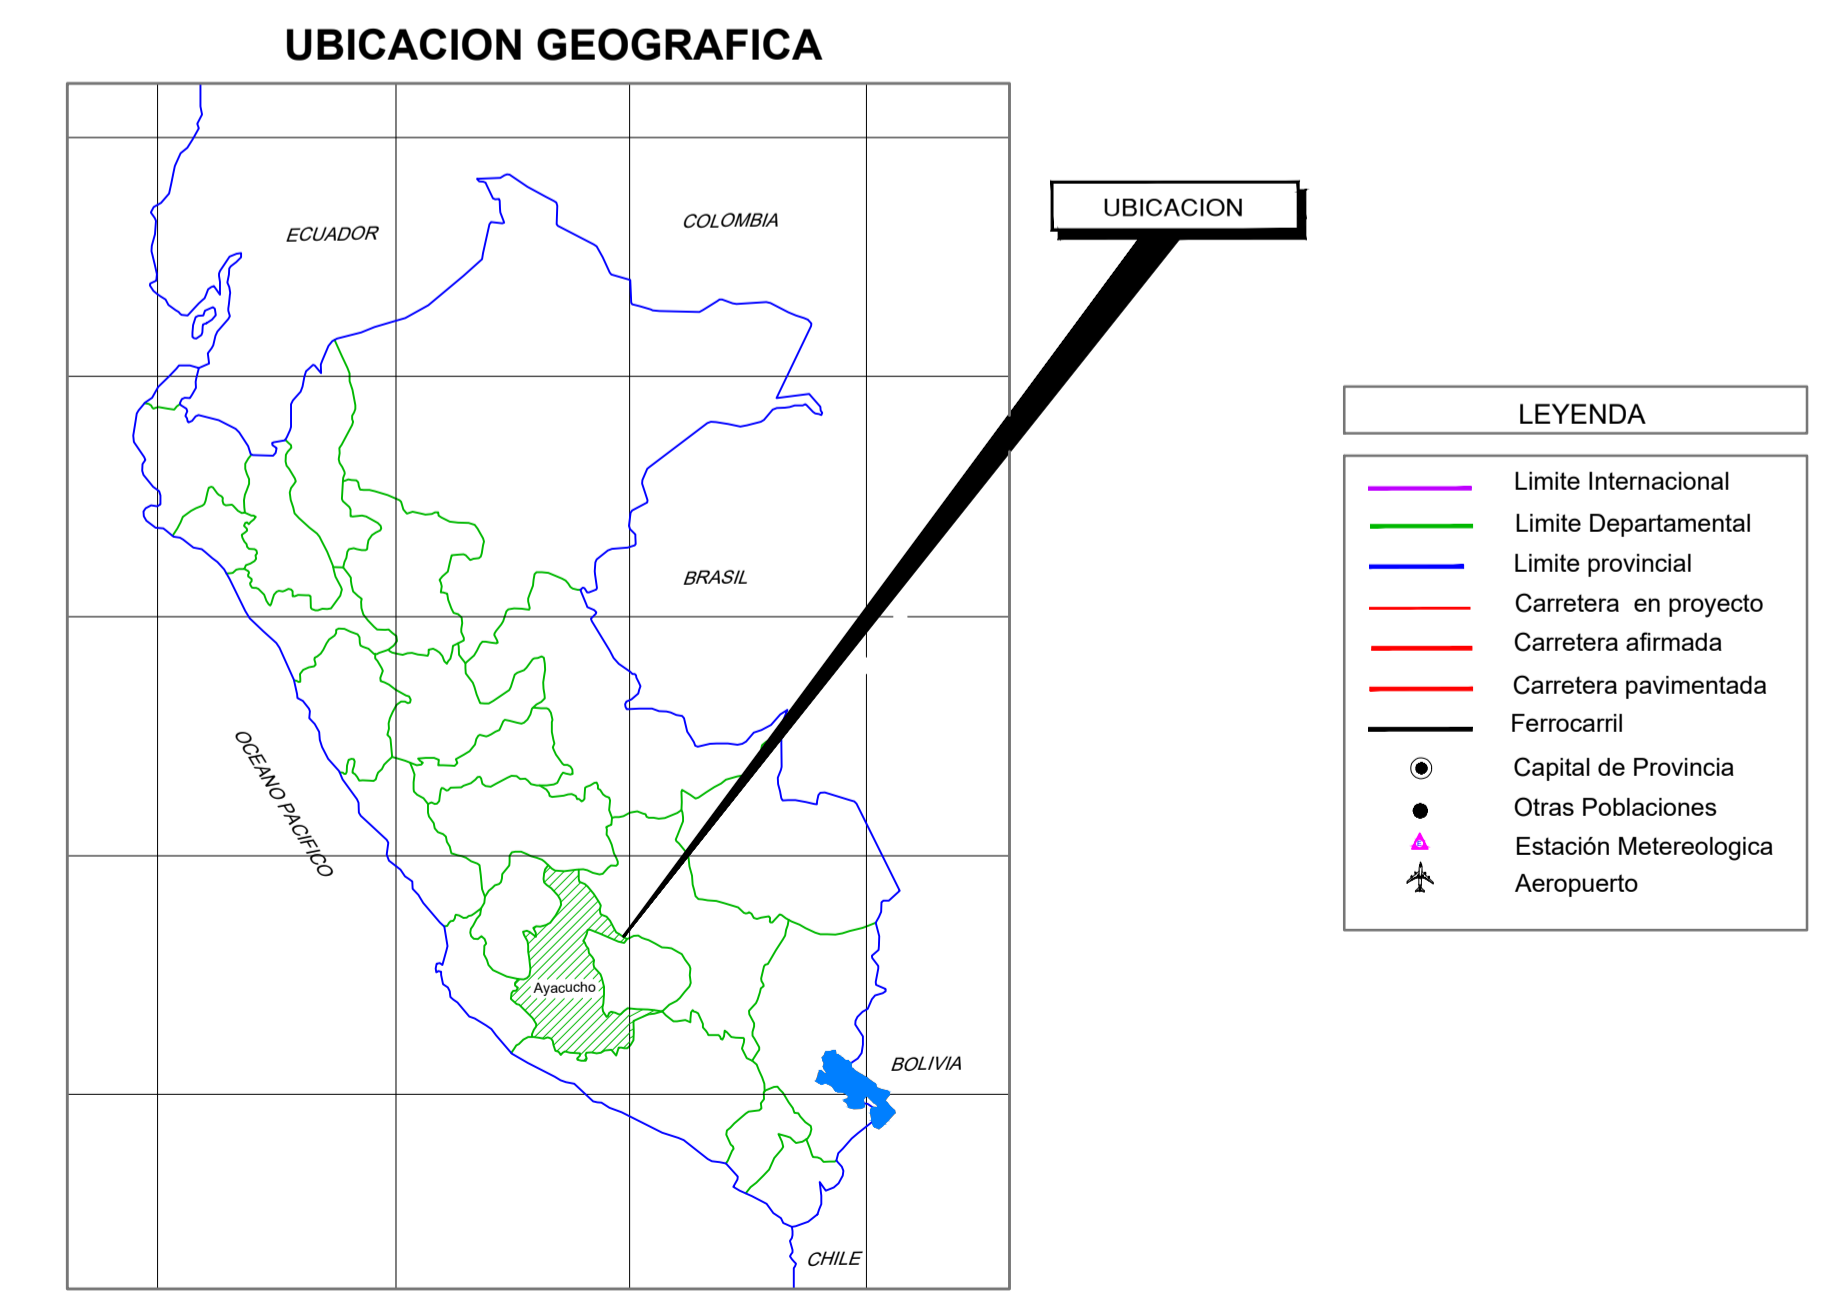 UBICACION GEOGRAFICA
UBICACION
ECUADOR
COLOMBIA
BRASIL
OCEANO PACIFICO
Ayacucho
BOLIVIA
CHILE
LEYENDA
Limite Internacional
Limite Departamental
Limite provincial
Carretera en proyecto
Carretera afirmada
Carretera pavimentada
Ferrocarril
Capital de Provincia
Otras Poblaciones
Estación Metereologica
Aeropuerto